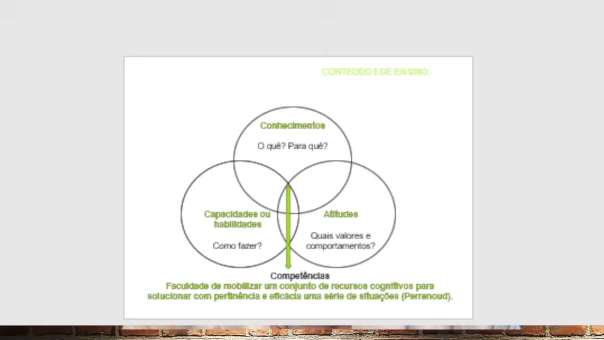 CONTEÚDOS DE ENSINO:
Conhecimentos
O quê? Para quê?
Capacidades ou
habilidades
Como fazer?
Atitudes
Quais valores e
comportamentos?
Competências
Faculdade de mobilizar um conjunto de recursos cognitivos para
solucionar com pertinência e eficácia uma série de situações (Perrenoud).